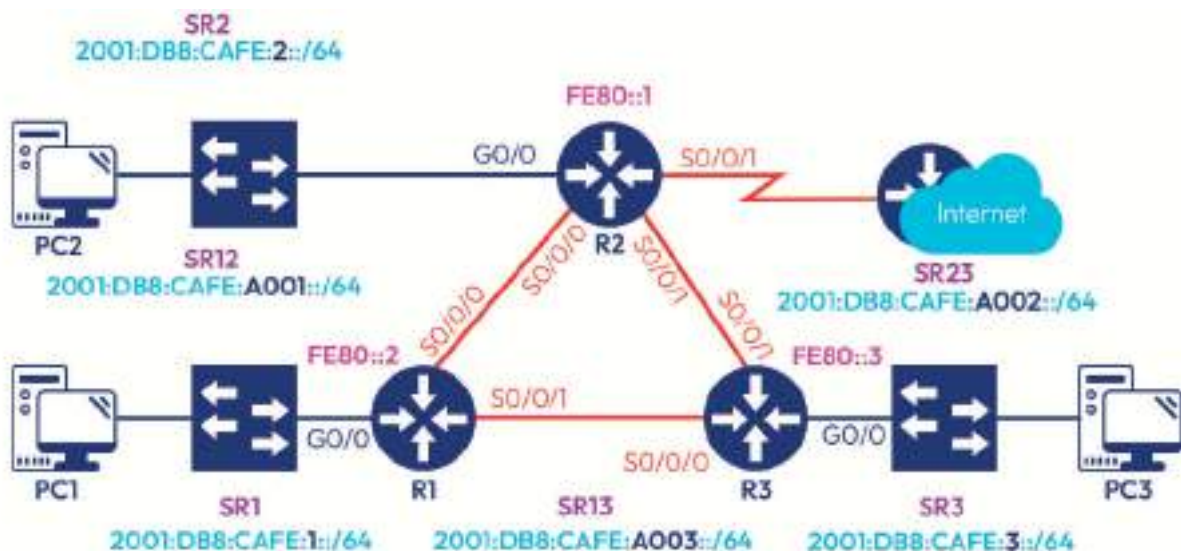 SR2
2001:DB8:CAFE:2::/64
FE80::1
G0/0
S0/0/1
Internet
PC2
R2
SR12
2001:DB8:CAFE:A001::/64
S0/0/0
S0/0/1
SR23
2001:DB8:CAFE:A002::/64
S0/0/0
S0/0/1
FE80::2
FE80::3
S0/0/1
G0/0
G0/0
S0/0/0
PC1
R1
R3
PC3
SR1
SR13
SR3
2001:DB8:CAFE:1::/64
2001:DB8:CAFE:A003::/64
2001:DB8:CAFE:3::/64